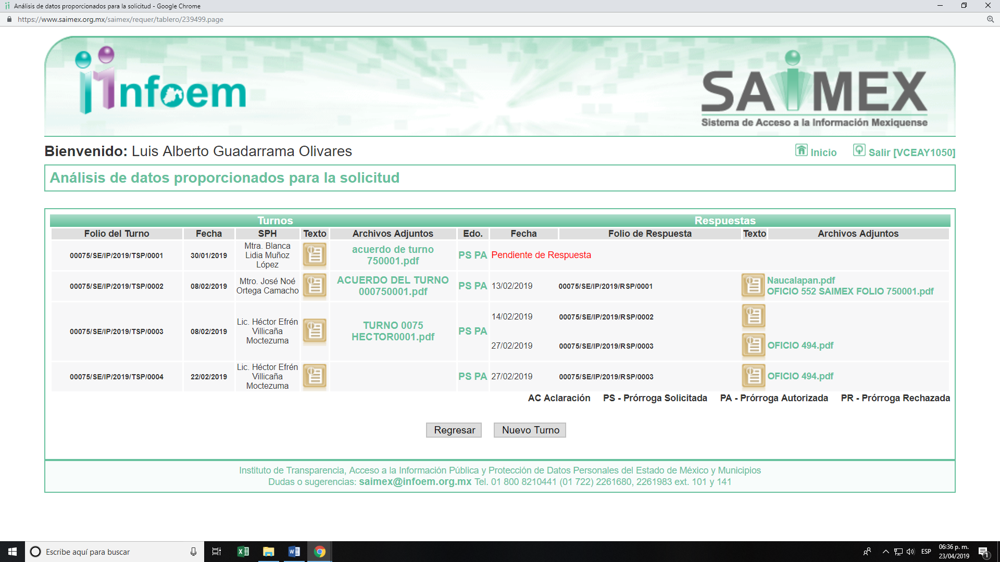 Análisis de datos proporcionados para la solicitud - Google Chrome
https://www.saimex.org.mx/saimex/requer/tablero/239499.page
infoem
SAIMEX
Sistema de Acceso a la Información Mexiquense
Bienvenido: Luis Alberto Guadarrama Olivares
Inicio Salir [VCEAY1050]
Análisis de datos proporcionados para la solicitud
Turnos Respuestas
Folio del Turno Fecha SPH Texto Archivos Adjuntos Edo. Fecha Folio de Respuesta Texto Archivos Adjuntos
00075/SE/IP/2019/TSP/0001 30/01/2019 Mtra. Blanca Lidia Muñoz López acuerdo de turno 750001.pdf PS PA Pendiente de Respuesta
00075/SE/IP/2019/TSP/0002 08/02/2019 Mtro. José Noé Ortega Camacho ACUERDO DEL TURNO 000750001.pdf PS PA 13/02/2019 00075/SE/IP/2019/RSP/0001 Naucalapan.pdf
OFICIO 552 SAIMEX FOLIO 750001.pdf
00075/SE/IP/2019/TSP/0003 08/02/2019 Lic. Héctor Efrén Villicaña Moctezuma TURNO 0075 HECTOR0001.pdf PS PA 14/02/2019 00075/SE/IP/2019/RSP/0002
27/02/2019 00075/SE/IP/2019/RSP/0003 OFICIO 494.pdf
00075/SE/IP/2019/TSP/0004 22/02/2019 Lic. Héctor Efrén Villicaña Moctezuma PS PA 27/02/2019 00075/SE/IP/2019/RSP/0003 OFICIO 494.pdf
AC Aclaración PS - Prórroga Solicitada PA - Prórroga Autorizada PR - Prórroga Rechazada
Regresar Nuevo Turno
Instituto de Transparencia, Acceso a la Información Pública y Protección de Datos Personales del Estado de México y Municipios
Dudas o sugerencias: saimex@infoem.org.mx Tel. 01 800 8210441 (01 722) 2261680, 2261983 ext. 101 y 141
Escribe aquí para buscar
ESP
06:36 p. m.
23/04/2019
1